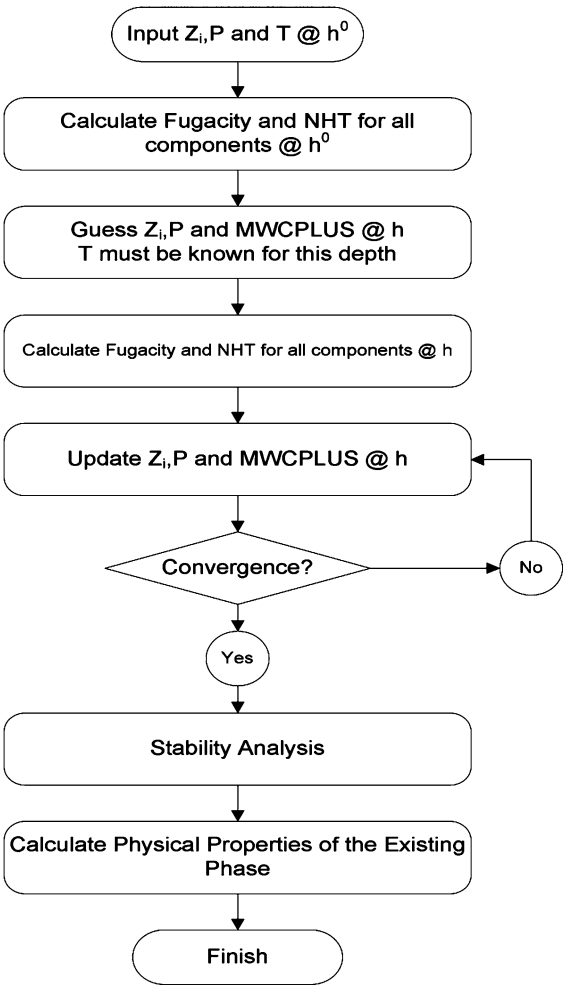 Input Zᵢ,P and T @ h⁰
Calculate Fugacity and NHT for all
components @ h⁰
Guess Zᵢ,P and MWCPLUS @ h
T must be known for this depth
Calculate Fugacity and NHT for all components @ h
Update Zᵢ,P and MWCPLUS @ h
Convergence?
No
Yes
Stability Analysis
Calculate Physical Properties of the Existing
Phase
Finish